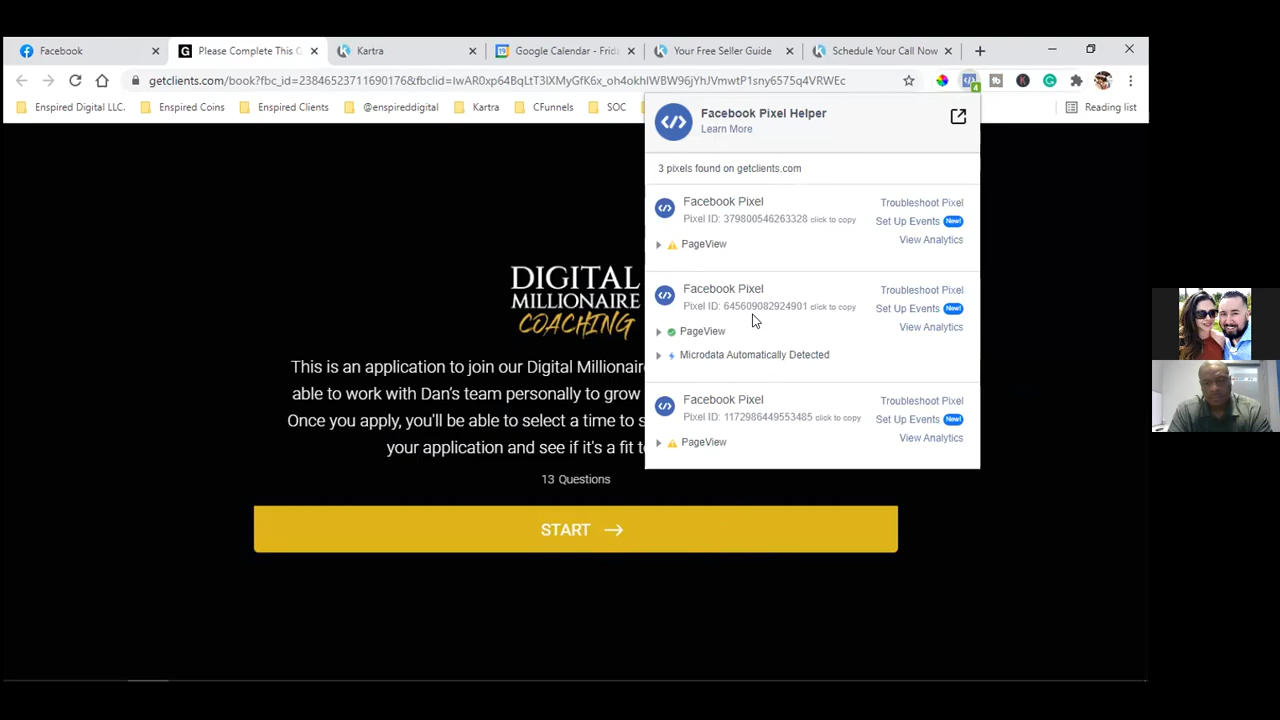 Facebook
Please Complete This
Kartra
Google Calendar - Frid
Your Free Seller Guide
Schedule Your Call Now
getclients.com/book?fbc_id=23846523711690176&fbclid=IwAR0xp64BqLtT3lXMyGfK6x_oh4okhIWBW96jYhJVmwtP1sny6575q4VRWEc
4
Enspired Digital LLC.
Enspired Coins
Enspired Clients
@enspireddigital
Kartra
CFunnels
SOC
Reading list
Facebook Pixel Helper
Learn More
3 pixels found on getclients.com
Facebook Pixel
Troubleshoot Pixel
Pixel ID: 379800546263328 click to copy
Set Up Events New!
View Analytics
PageView
Facebook Pixel
Troubleshoot Pixel
Pixel ID: 645609082924901 click to copy
Set Up Events New!
View Analytics
PageView
Microdata Automatically Detected
Facebook Pixel
Troubleshoot Pixel
Pixel ID: 1172986449553485 click to copy
Set Up Events New!
View Analytics
PageView
DIGITAL
MILLIONAIRE
COACHING
This is an application to join our Digital Millionaire
able to work with Dan's team personally to grow
Once you apply, you'll be able to select a time to
your application and see if it's a fit
13 Questions
START